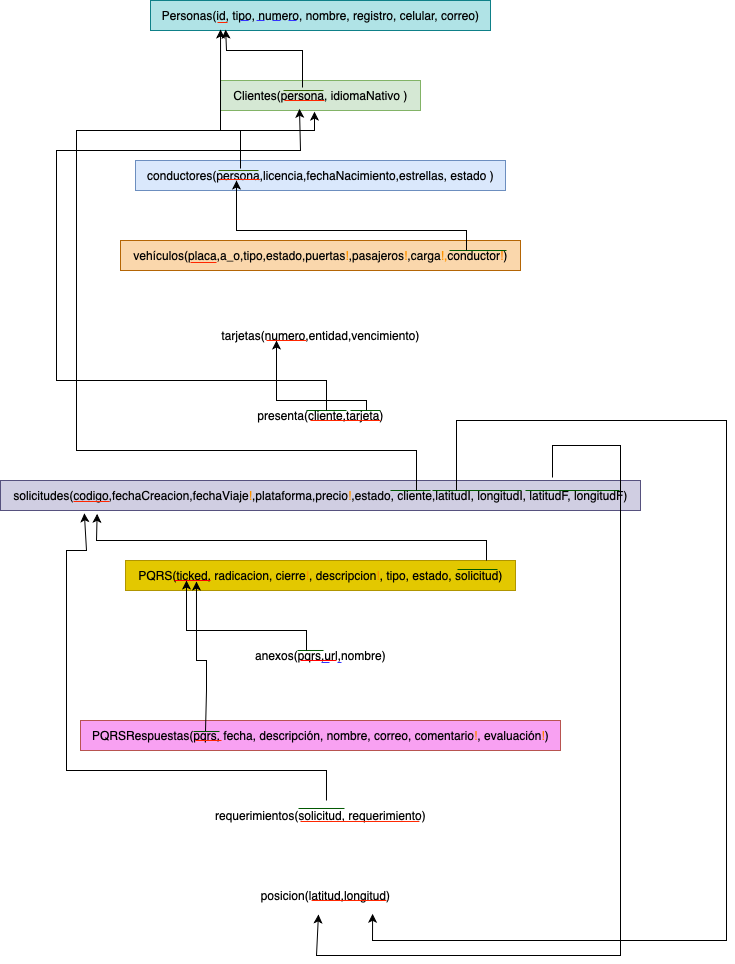 Personas(id, tipo, numero, nombre, registro, celular, correo)
Clientes(persona, idiomaNativo )
conductores(persona,licencia,fechaNacimiento,estrellas, estado )
vehículos(placa,a_o,tipo,estado,puertas!,pasajeros!,carga!,conductor!)
tarjetas(numero,entidad,vencimiento)
presenta(cliente,tarjeta)
solicitudes(codigo,fechaCreacion,fechaViaje!,plataforma,precio!,estado, cliente,latitudI, longitudI, latitudF, longitudF)
PQRS(ticked, radicacion, cierre!, descripcion!, tipo, estado, solicitud)
anexos(pqrs,url,nombre)
PQRSRespuestas(pqrs, fecha, descripción, nombre, correo, comentario!, evaluación!)
requerimientos(solicitud, requerimiento)
posicion(latitud,longitud)